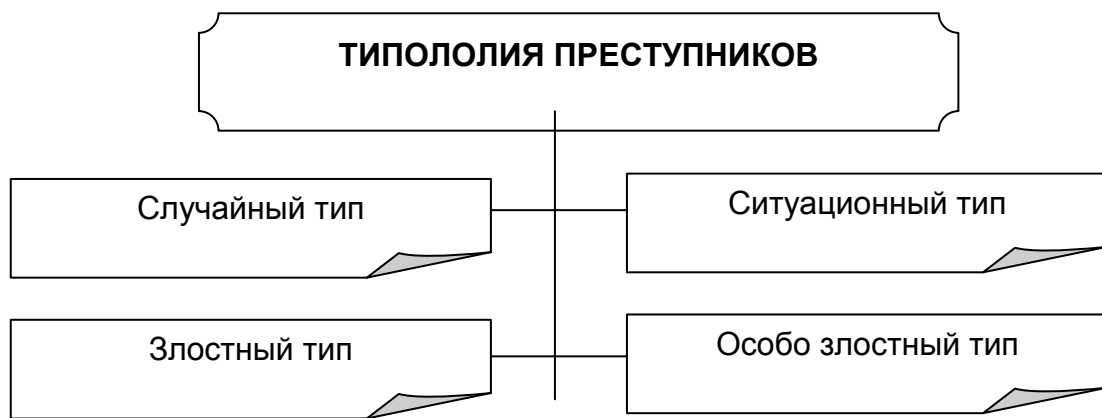 ТИПОЛОЛИЯ ПРЕСТУПНИКОВ
Случайный тип
Ситуационный тип
Злостный тип
Особо злостный тип